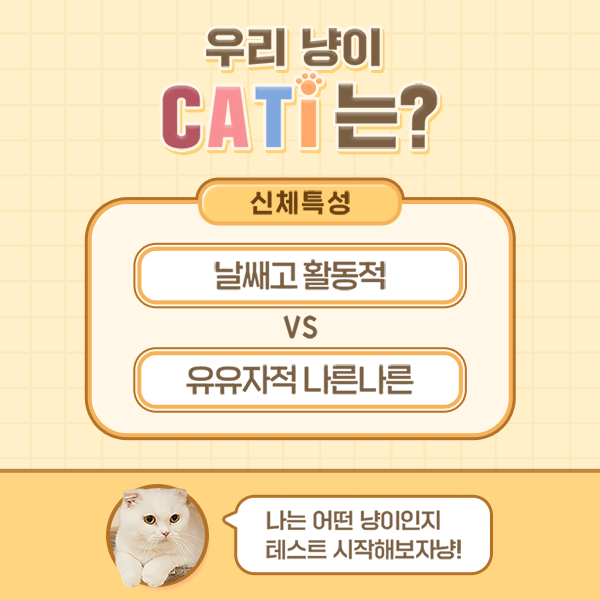 우리 냥이
CATi 는?
신체특성
날쌔고 활동적
VS
유유자적 나른나른
나는 어떤 냥이인지
테스트 시작해보자냥!